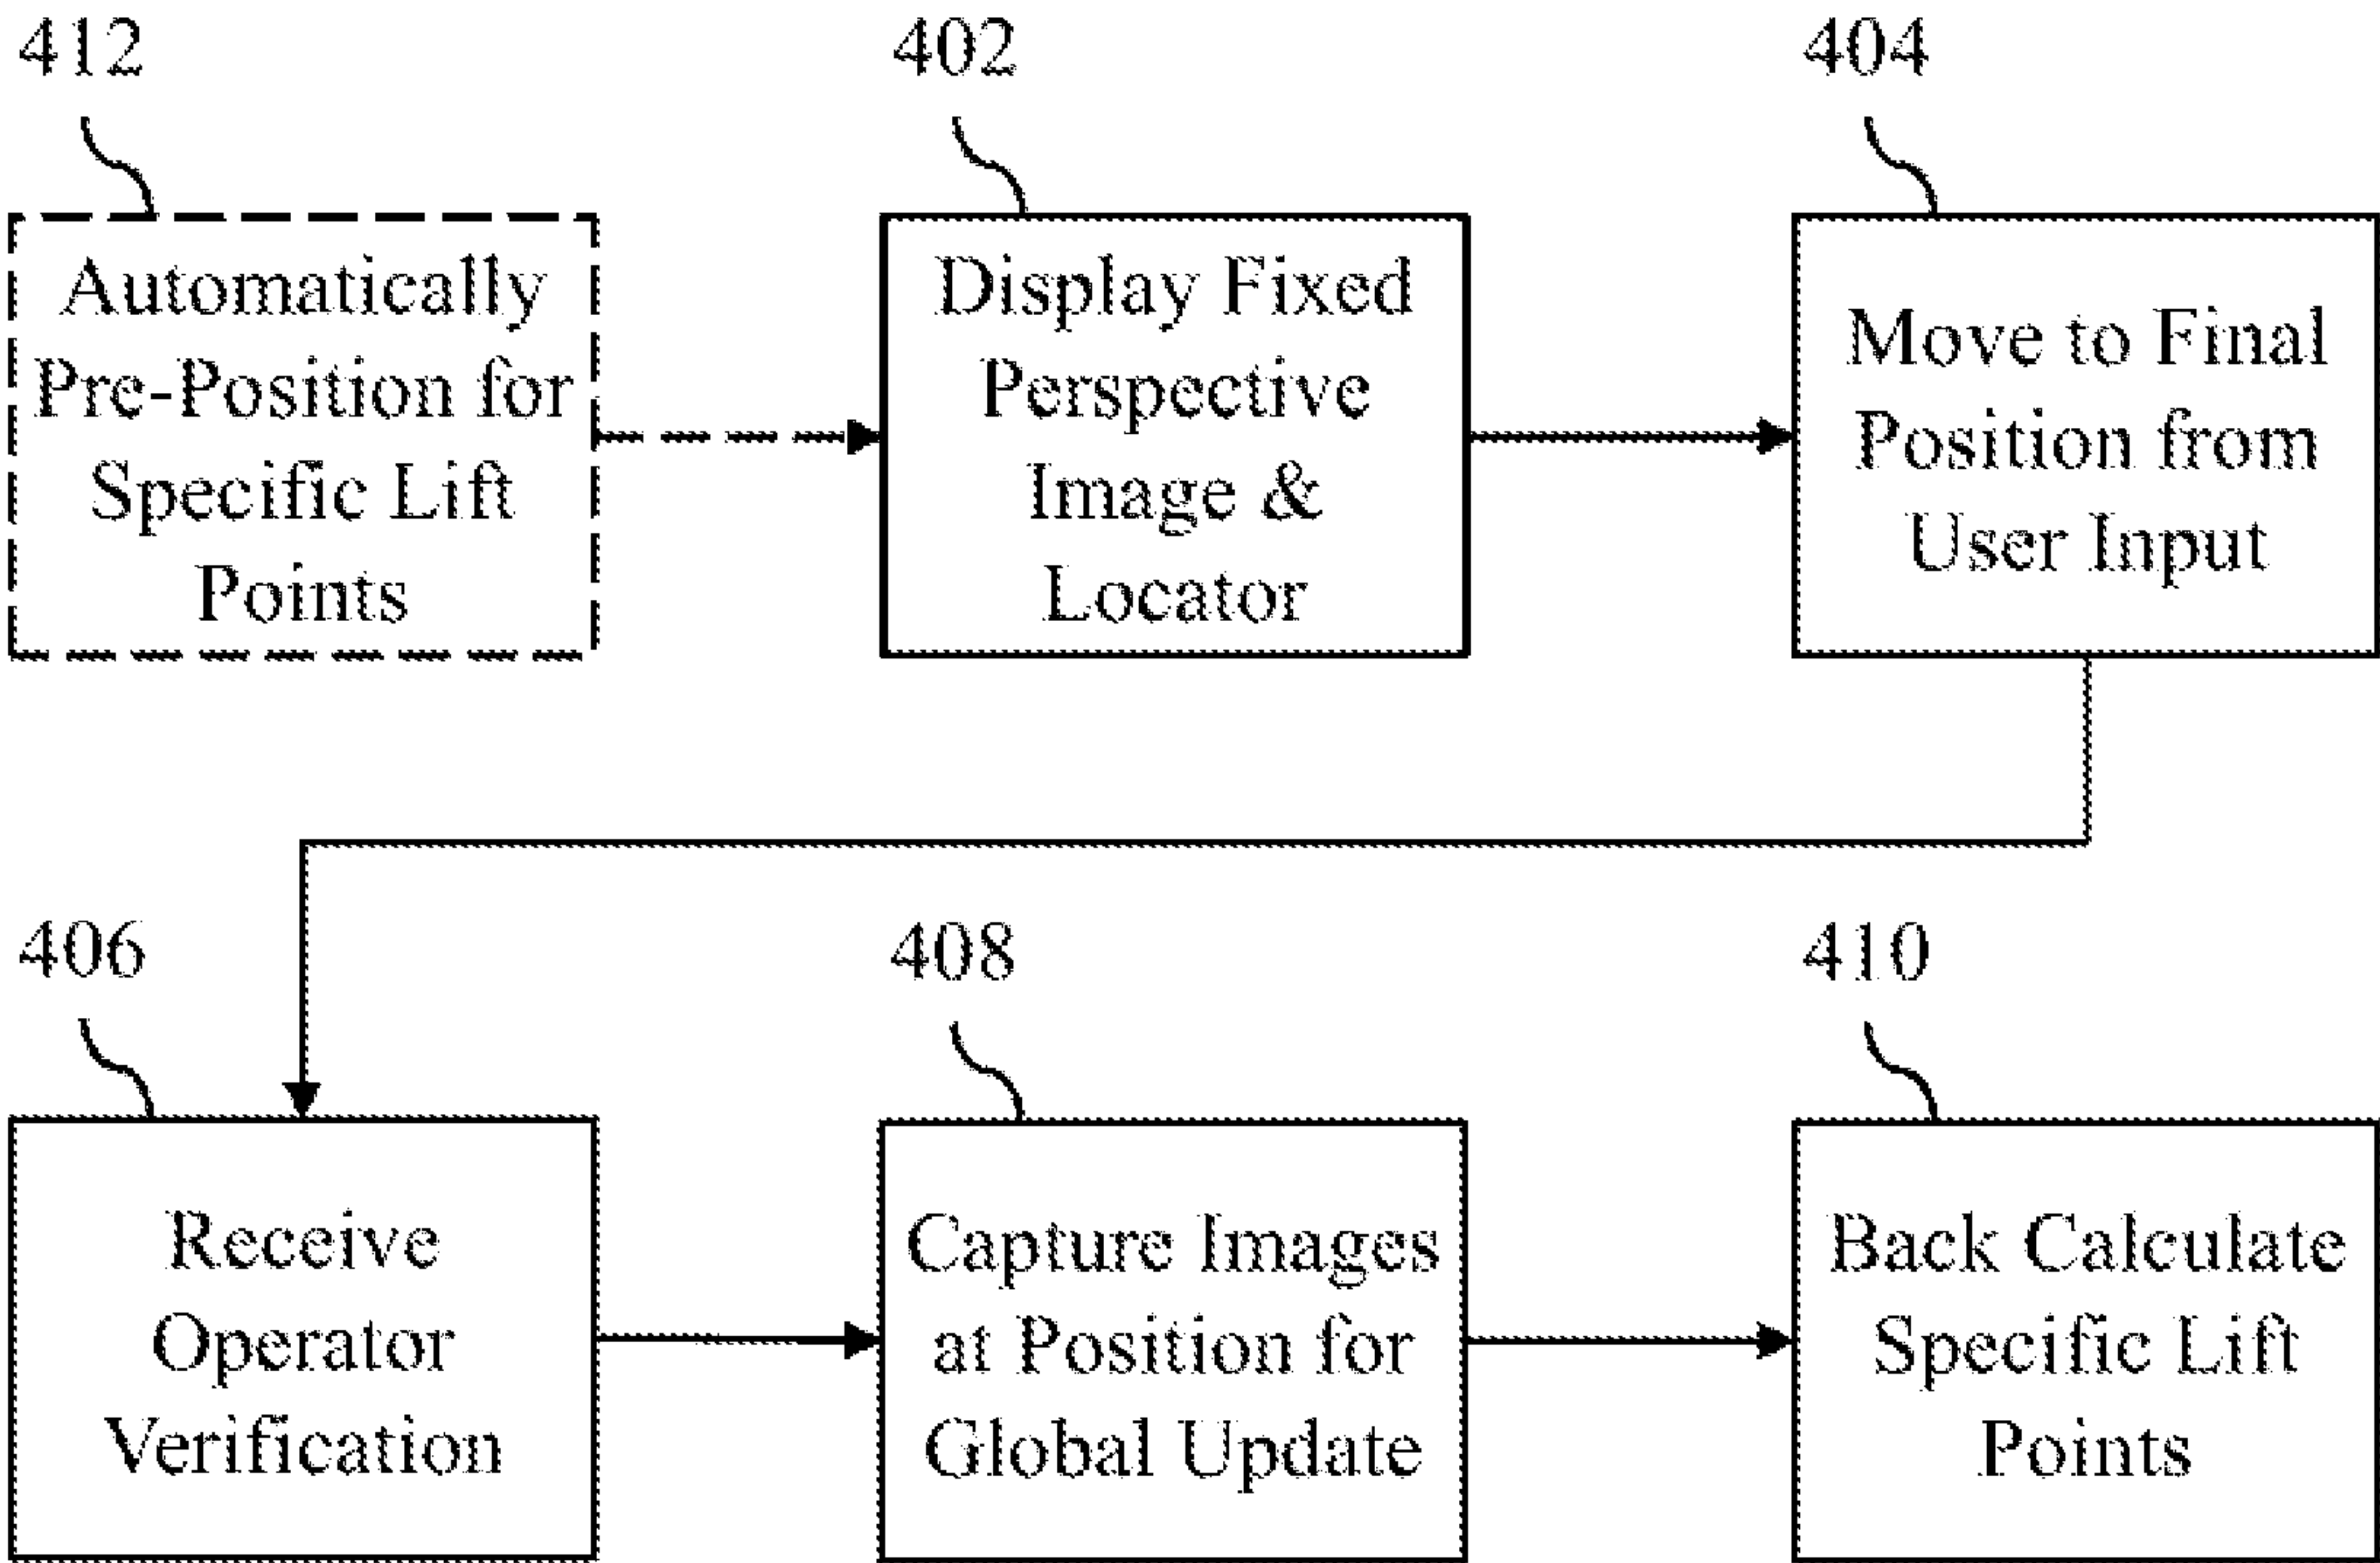 412
Automatically
Pre-Position for
Specific Lift
Points
402
Display Fixed
Perspective
Image &
Locator
404
Move to Final
Position from
User Input
406
Receive
Operator
Verification
408
Capture Images
at Position for
Global Update
410
Back Calculate
Specific Lift
Points